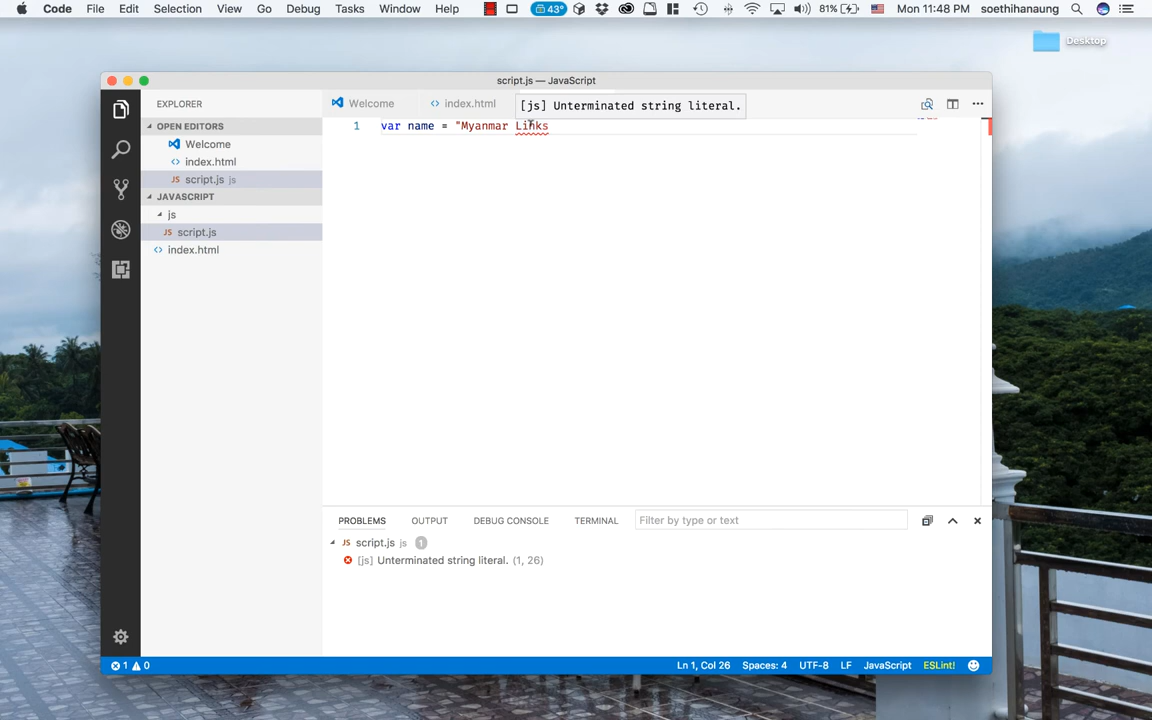 Code File Edit Selection View Go Debug Tasks Window Help 43° 81% Mon 11:48 PM soethihanaung
Desktop
script.js — JavaScript
EXPLORER
OPEN EDITORS
Welcome
index.html
script.js js
JAVASCRIPT
js
script.js
index.html
Welcome index.html
[js] Unterminated string literal.
1 var name = "Myanmar Links
PROBLEMS OUTPUT DEBUG CONSOLE TERMINAL Filter by type or text
script.js js 1
[js] Unterminated string literal. (1, 26)
1 0 Ln 1, Col 26 Spaces: 4 UTF-8 LF JavaScript ESLint!